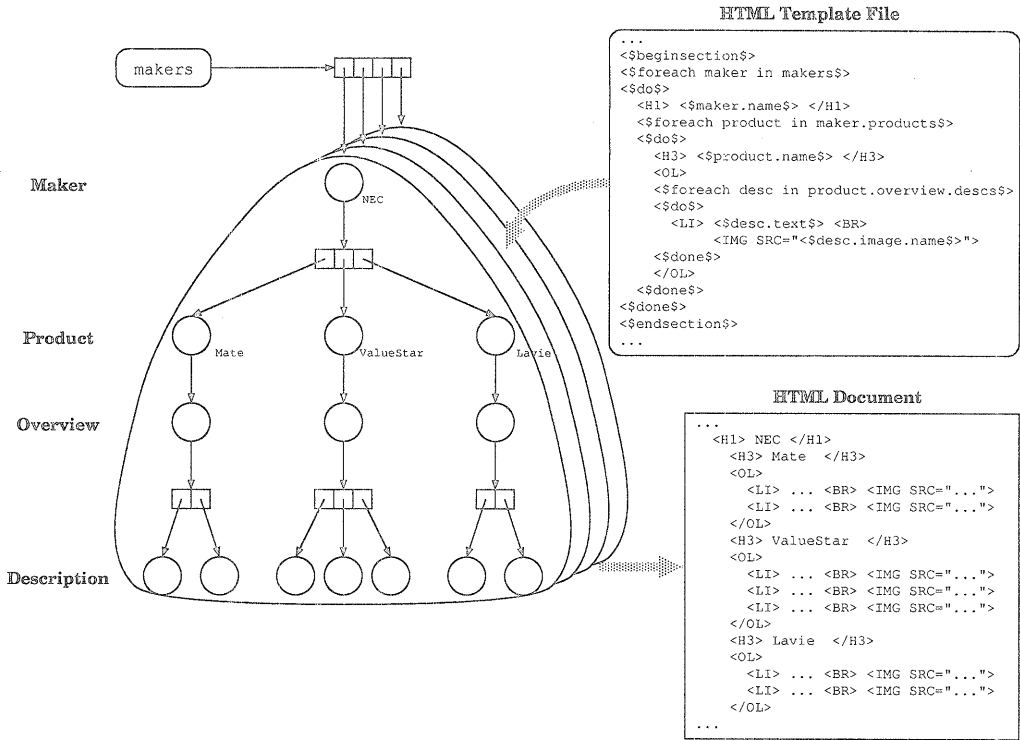 HTML Template File
makers
...
<$beginsection$>
<$foreach maker in makers$>
<$do$>
<H1> <$maker.name$> </H1>
<$foreach product in maker.products$>
<$do$>
<H3> <$product.name$> </H3>
<OL>
<$foreach desc in product.overview.descs$>
<$do$>
<LI> <$desc.text$> <BR>
<IMG SRC="<$desc.image.name$>">
<$done$>
</OL>
<$done$>
<$done$>
<$endsection$>
...
Maker
NEC
Product
Mate
ValueStar
Lavie
Overview
Description
HTML Document
...
<H1> NEC </H1>
<H3> Mate </H3>
<OL>
<LI> ... <BR> <IMG SRC="...">
<LI> ... <BR> <IMG SRC="...">
</OL>
<H3> ValueStar </H3>
<OL>
<LI> ... <BR> <IMG SRC="...">
<LI> ... <BR> <IMG SRC="...">
<LI> ... <BR> <IMG SRC="...">
</OL>
<H3> Lavie </H3>
<OL>
<LI> ... <BR> <IMG SRC="...">
<LI> ... <BR> <IMG SRC="...">
</OL>
...